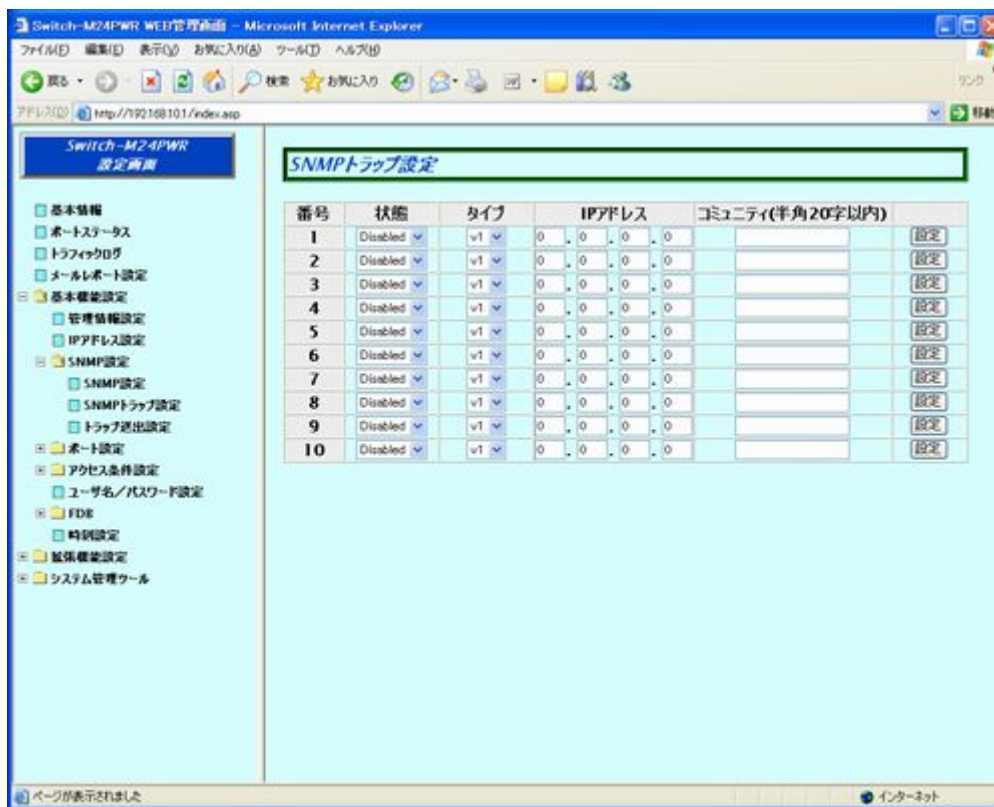 Switch-M24PWR WEB管理画面 - Microsoft Internet Explorer
ファイル(F) 編集(E) 表示(V) お気に入り(A) ツール(T) ヘルプ(H)
戻る 検索 お気に入り リンク
アドレス(D) http://192.168.10.1/index.asp 移動
Switch-M24PWR
設定画面
SNMPトラップ設定
基本情報
ポートステータス
トラフィックログ
メールレポート設定
基本機能設定
管理情報設定
IPアドレス設定
SNMP設定
SNMP設定
SNMPトラップ設定
トラップ送出設定
ポート設定
アクセス条件設定
ユーザ名/パスワード設定
FDB
時刻設定
拡張機能設定
システム管理ツール
番号 状態 タイプ IPアドレス コミュニティ(半角20字以内)
1 Disabled v1 0 . 0 . 0 . 0 設定
2 Disabled v1 0 . 0 . 0 . 0 設定
3 Disabled v1 0 . 0 . 0 . 0 設定
4 Disabled v1 0 . 0 . 0 . 0 設定
5 Disabled v1 0 . 0 . 0 . 0 設定
6 Disabled v1 0 . 0 . 0 . 0 設定
7 Disabled v1 0 . 0 . 0 . 0 設定
8 Disabled v1 0 . 0 . 0 . 0 設定
9 Disabled v1 0 . 0 . 0 . 0 設定
10 Disabled v1 0 . 0 . 0 . 0 設定
ページが表示されました インターネット